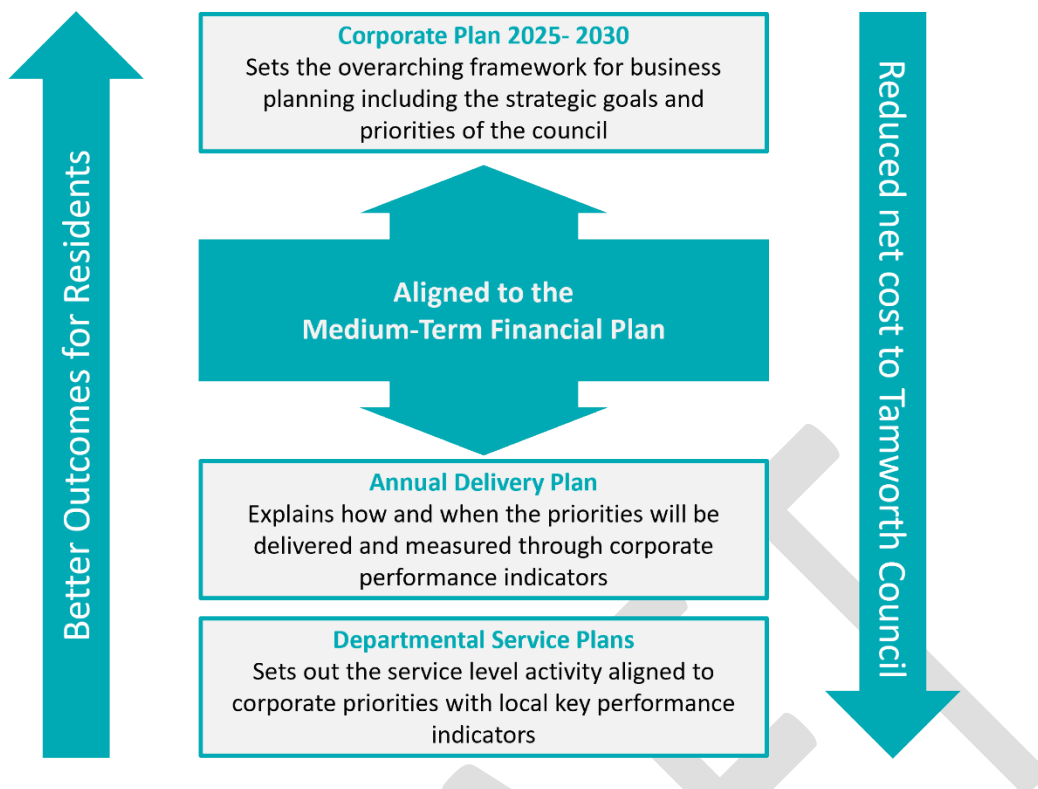 Better Outcomes for Residents
Corporate Plan 2025- 2030
Sets the overarching framework for business
planning including the strategic goals and
priorities of the council
Aligned to the
Medium-Term Financial Plan
Annual Delivery Plan
Explains how and when the priorities will be
delivered and measured through corporate
performance indicators
Departmental Service Plans
Sets out the service level activity aligned to
corporate priorities with local key performance
indicators
Reduced net cost to Tamworth Council